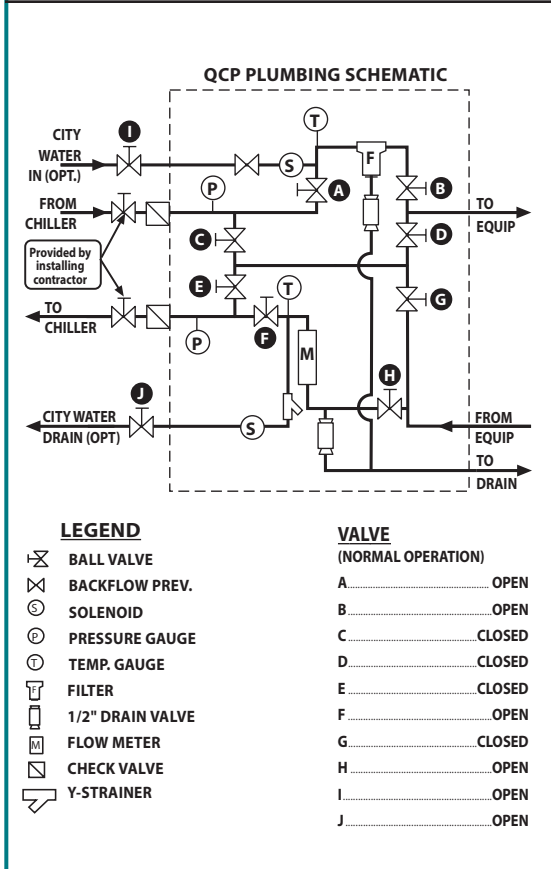 QCP PLUMBING SCHEMATIC
CITY
WATER
IN (OPT.)
I
T
S
F
A
B
FROM
CHILLER
P
TO
EQUIP
C
D
Provided by
installing
contractor
E
T
G
TO
CHILLER
P
F
M
H
J
CITY WATER
DRAIN (OPT)
S
FROM
EQUIP
TO
DRAIN
LEGEND
BALL VALVE
BACKFLOW PREV.
S SOLENOID
P PRESSURE GAUGE
T TEMP. GAUGE
F FILTER
1/2" DRAIN VALVE
M FLOW METER
CHECK VALVE
Y-STRAINER
VALVE
(NORMAL OPERATION)
A OPEN
B OPEN
C CLOSED
D CLOSED
E CLOSED
F OPEN
G CLOSED
H OPEN
I OPEN
J OPEN